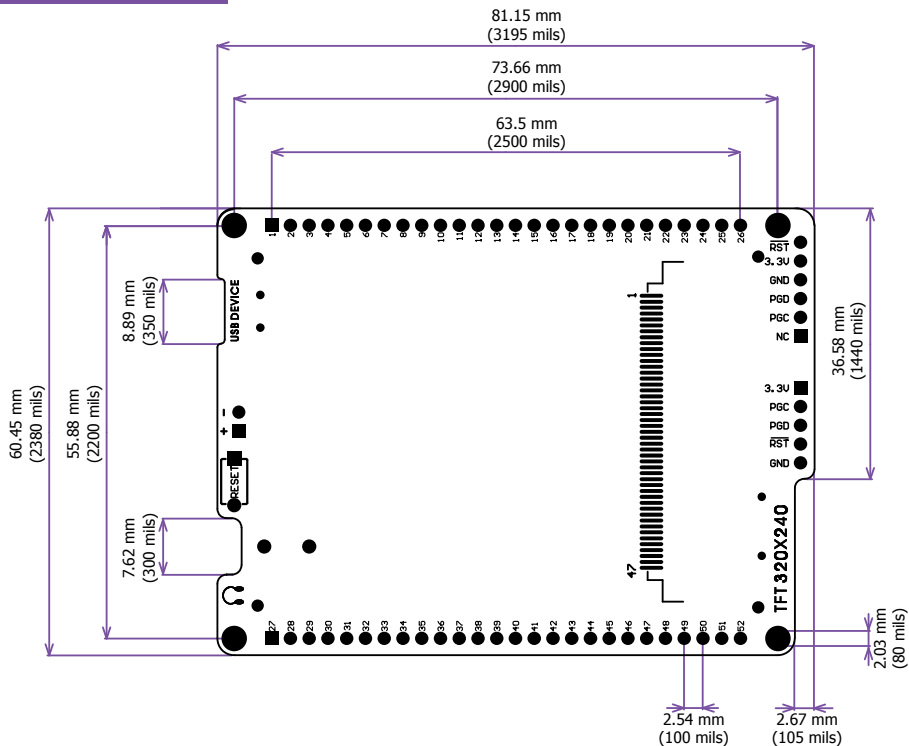 81.15 mm
(3195 mils)
73.66 mm
(2900 mils)
63.5 mm
(2500 mils)
1 2 3 4 5 6 7 8 9 10 11 12 13 14 15 16 17 18 19 20 21 22 23 24 25 26
RST
3.3V
GND
PGD
PGC
NC
3.3V
PGC
PGD
RST
GND
36.58 mm
(1440 mils)
USB DEVICE
8.89 mm
(350 mils)
60.45 mm
(2380 mils)
55.88 mm
(2200 mils)
-
+
RESET
7.62 mm
(300 mils)
1
47
TFT320X240
27 28 29 30 31 32 33 34 35 36 37 38 39 40 41 42 43 44 45 46 47 48 49 50 51 52
2.03 mm
(80 mils)
2.54 mm
(100 mils)
2.67 mm
(105 mils)